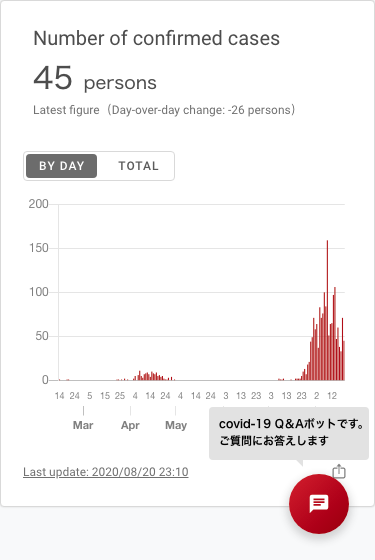 Number of confirmed cases
45 persons
Latest figure（Day-over-day change: -26 persons）
BY DAY TOTAL
200
150
100
50
0
14 24 5 15 25 4 14 24 4 14 24 3 13 23 3 13 23 2 12
Mar Apr May
covid-19 Q&Aボットです。
ご質問にお答えします
Last update: 2020/08/20 23:10